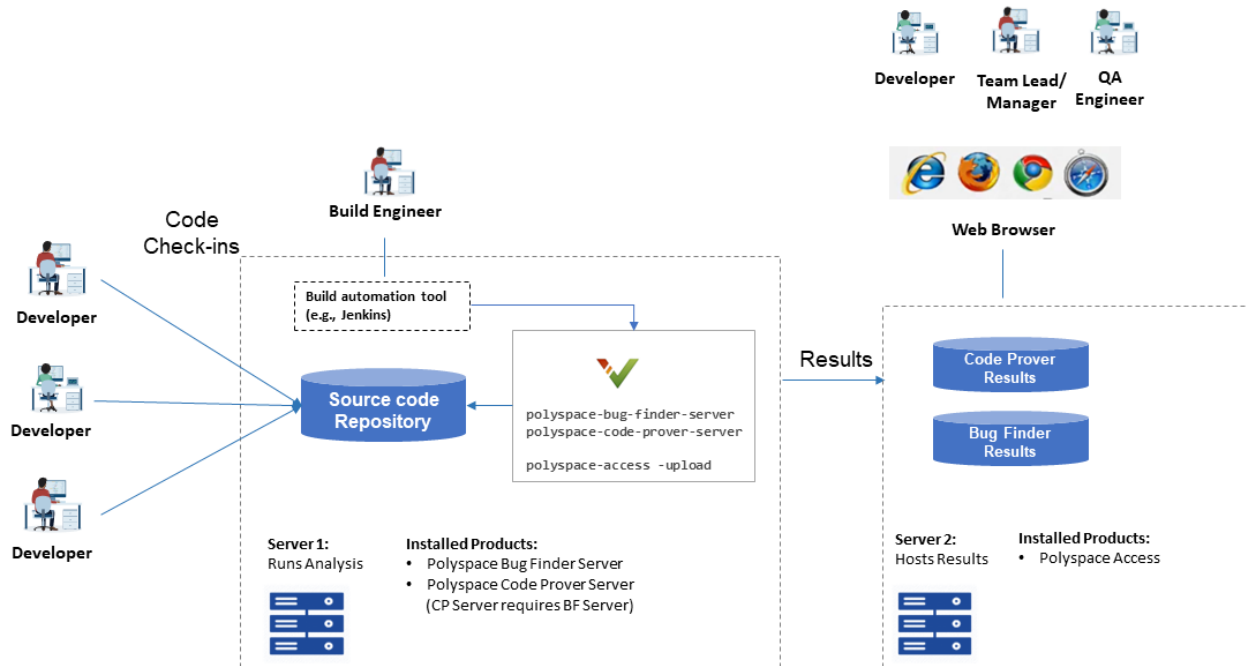 Developer
Team Lead/
Manager
QA
Engineer
Web Browser
Build Engineer
Code
Check-ins
Developer
Developer
Developer
Build automation tool
(e.g., Jenkins)
Source code
Repository
polyspace-bug-finder-server
polyspace-code-prover-server
polyspace-access -upload
Results
Code Prover
Results
Bug Finder
Results
Server 1:
Runs Analysis
Installed Products:
• Polyspace Bug Finder Server
• Polyspace Code Prover Server
(CP Server requires BF Server)
Server 2:
Hosts Results
Installed Products:
• Polyspace Access